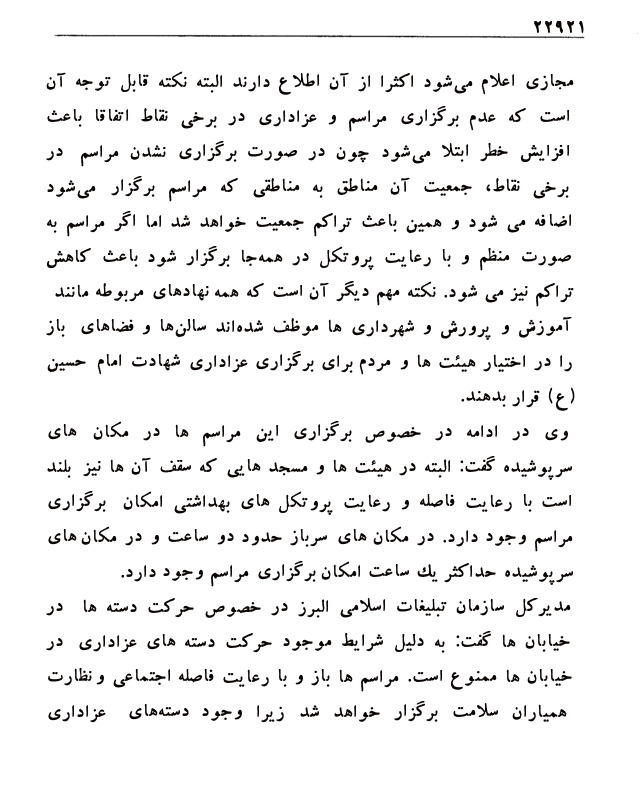 ۲۲۹۲۱
مجازی اعلام می‌شود اکثرا از آن اطلاع دارند البته نکته قابل توجه آن
است که عدم برگزاری مراسم و عزاداری در برخی نقاط اتفاقا باعث
افزایش خطر ابتلا می‌شود چون در صورت برگزاری نشدن مراسم در
برخی نقاط، جمعیت آن مناطق به مناطقی که مراسم برگزار می‌شود
اضافه می شود و همین باعث تراکم جمعیت خواهد شد اما اگر مراسم به
صورت منظم و با رعایت پروتکل در همه‌جا برگزار شود باعث کاهش
تراکم نیز می شود. نکته مهم دیگر آن است که همه نهادهای مربوطه مانند
آموزش و پرورش و شهرداری ها موظف شده‌اند سالن‌ها و فضاهای باز
را در اختیار هیئت ها و مردم برای برگزاری عزاداری شهادت امام حسین
(ع) قرار بدهند.
وی در ادامه در خصوص برگزاری این مراسم ها در مکان های
سرپوشیده گفت: البته در هیئت ها و مسجد هایی که سقف آن ها نیز بلند
است با رعایت فاصله و رعایت پروتکل های بهداشتی امکان برگزاری
مراسم وجود دارد. در مکان های سرباز حدود دو ساعت و در مکان های
سرپوشیده حداکثر یك ساعت امکان برگزاری مراسم وجود دارد.
مدیرکل سازمان تبلیغات اسلامی البرز در خصوص حرکت دسته ها در
خیابان ها گفت: به دلیل شرایط موجود حرکت دسته های عزاداری در
خیابان ها ممنوع است. مراسم ها باز و با رعایت فاصله اجتماعی و نظارت
همیاران سلامت برگزار خواهد شد زیرا وجود دسته‌های عزاداری